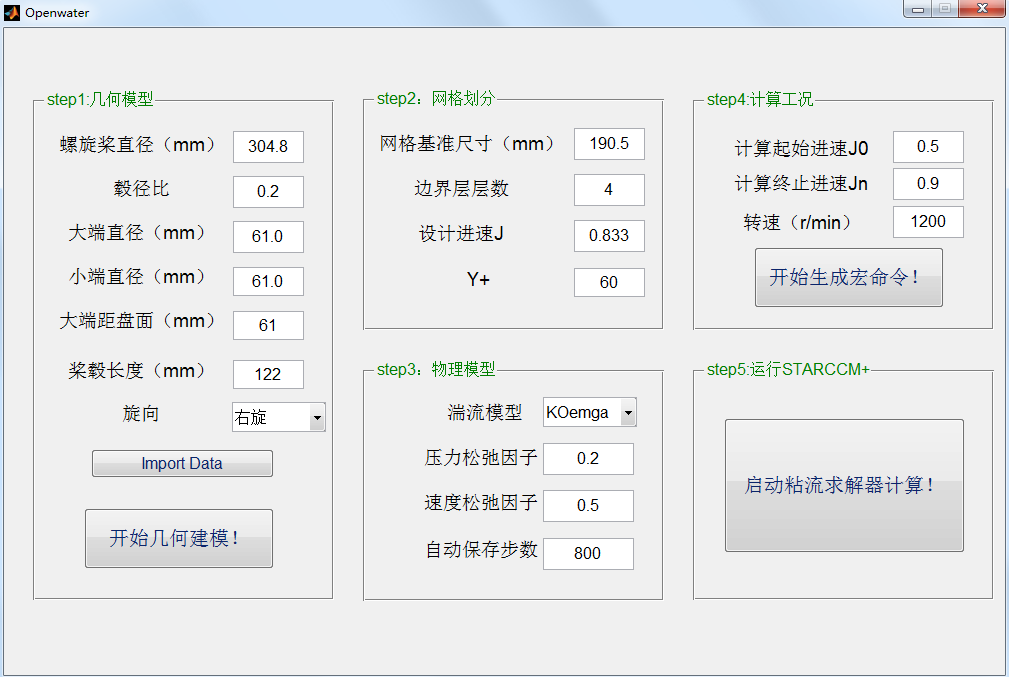 Openwater
step1:几何模型
螺旋桨直径（mm） 304.8
毂径比 0.2
大端直径（mm） 61.0
小端直径（mm） 61.0
大端距盘面（mm） 61
桨毂长度（mm） 122
旋向 右旋
Import Data
开始几何建模！
step2：网格划分
网格基准尺寸（mm） 190.5
边界层层数 4
设计进速J 0.833
Y+ 60
step3：物理模型
湍流模型 KOemga
压力松弛因子 0.2
速度松弛因子 0.5
自动保存步数 800
step4:计算工况
计算起始进速J0 0.5
计算终止进速Jn 0.9
转速（r/min） 1200
开始生成宏命令！
step5:运行STARCCM+
启动粘流求解器计算！